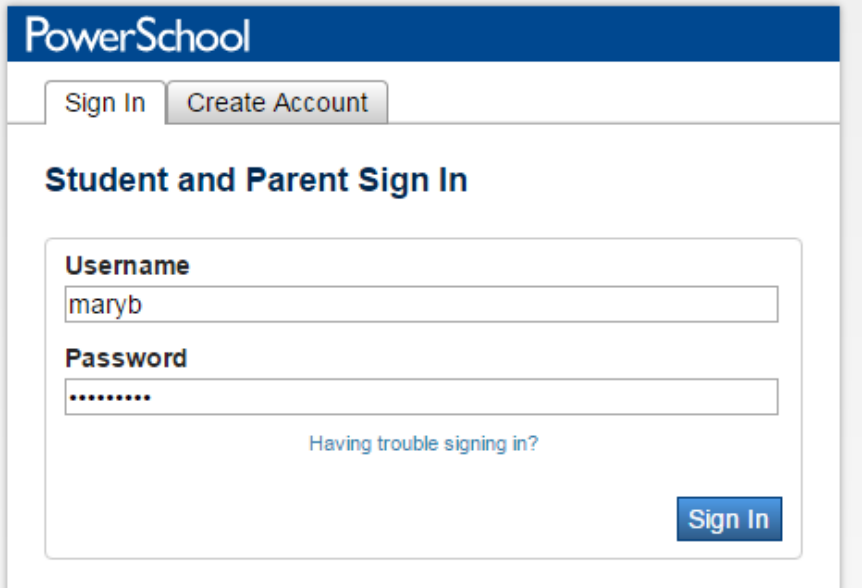 PowerSchool
Sign In Create Account
Student and Parent Sign In
Username
maryb
Password
•••••••••
Having trouble signing in?
Sign In